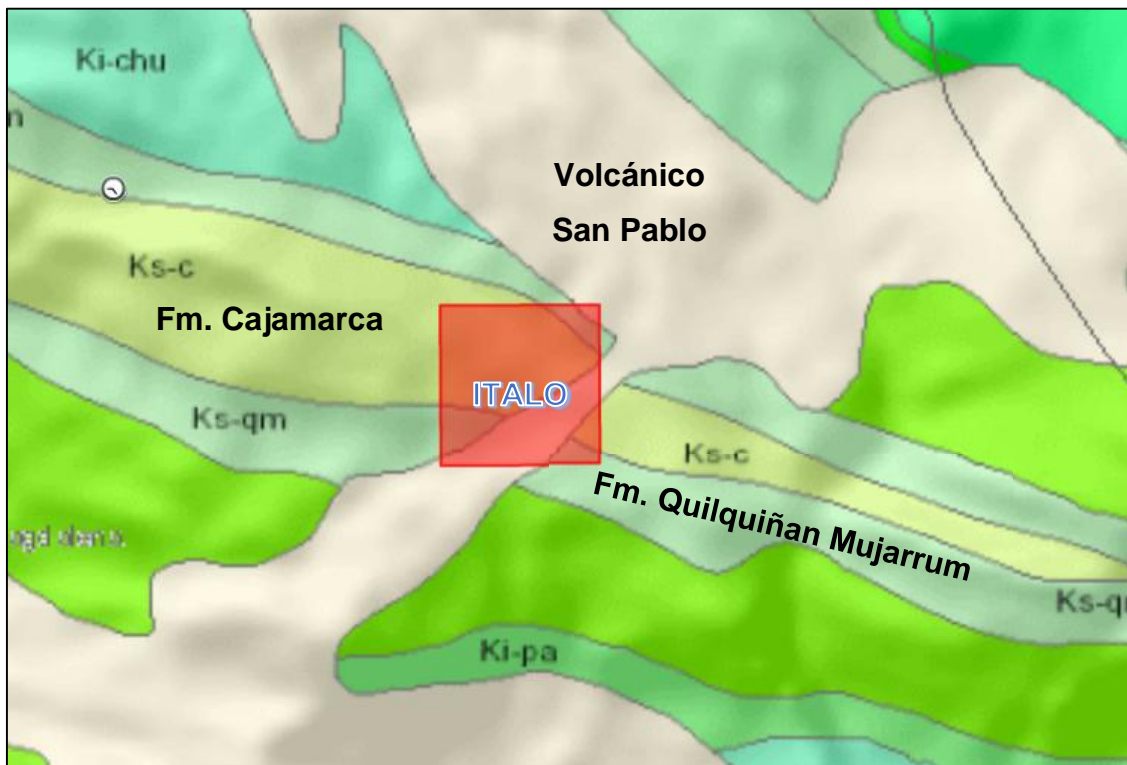 Ki-chu
n
Volcánico
San Pablo
Ks-c
Fm. Cajamarca
ITALO
Ks-qm
Ks-c
Fm. Quilquiñan Mujarrum
Ks-q
Ki-pa